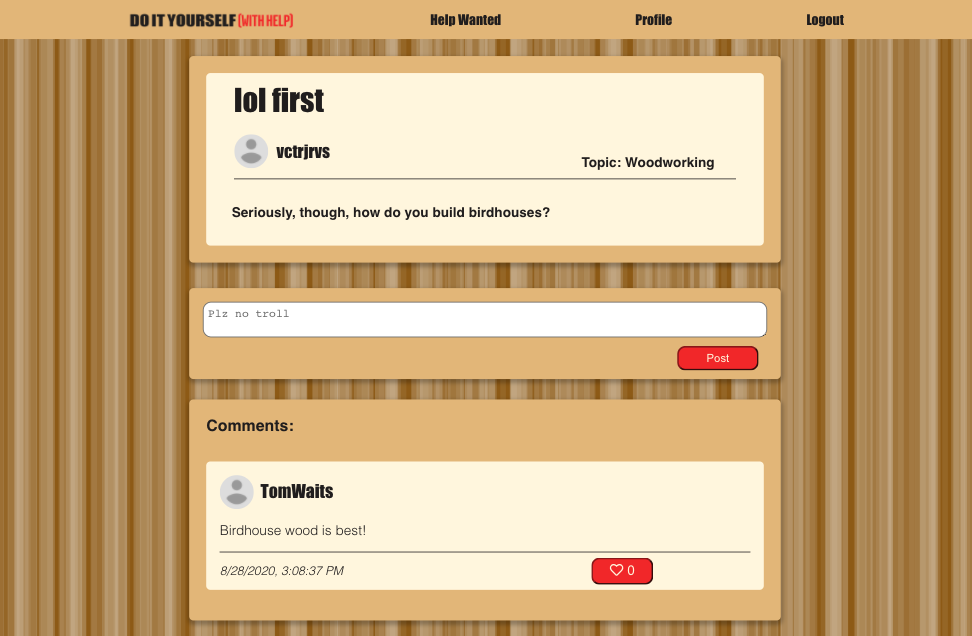 DO IT YOURSELF (WITH HELP) Help Wanted Profile Logout
lol first
vctrjrvs
Topic: Woodworking
Seriously, though, how do you build birdhouses?
Plz no troll
Post
Comments:
TomWaits
Birdhouse wood is best!
8/28/2020, 3:08:37 PM
0